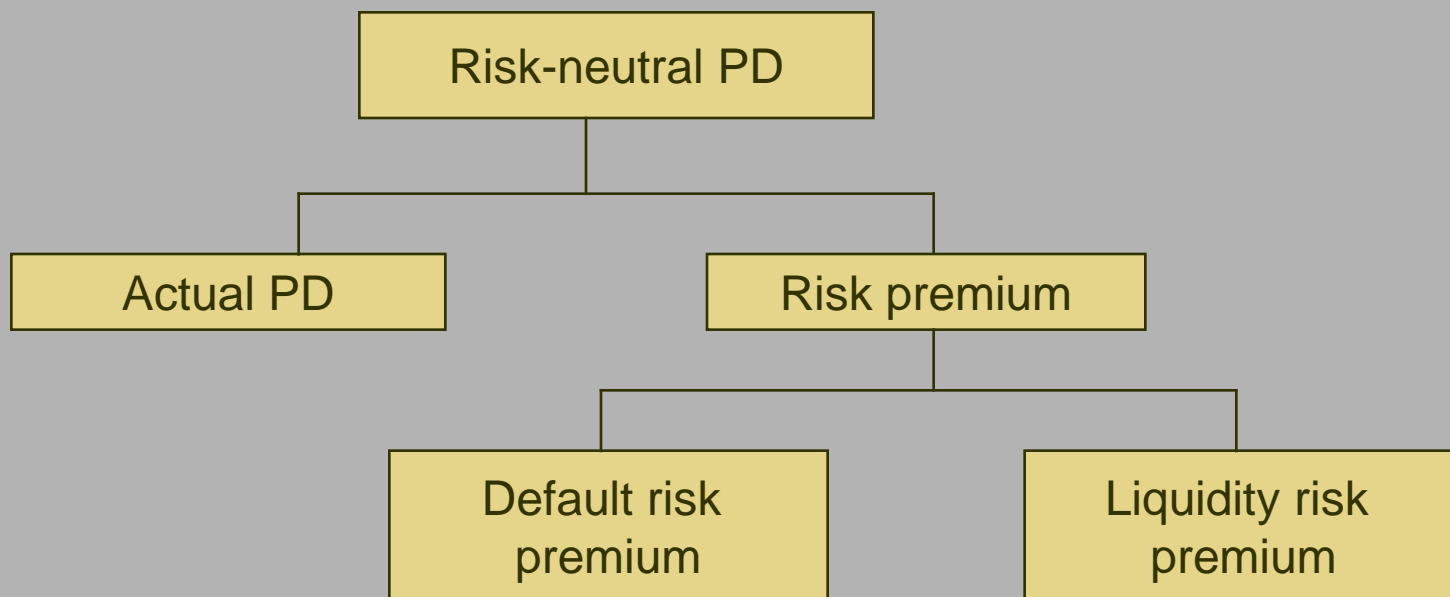 Risk-neutral PD
Actual PD
Risk premium
Default risk
premium
Liquidity risk
premium